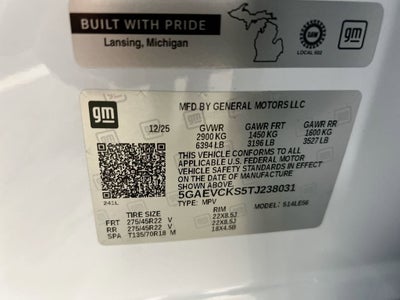 BUILT WITH PRIDE
Lansing, Michigan
UAW
LOCAL 602
gm
gm
MFD BY GENERAL MOTORS LLC
12/25 GVWR GAWR FRT GAWR RR
2900 KG 1450 KG 1600 KG
6394 LB 3196 LB 3527 LB
THIS VEHICLE CONFORMS TO ALL
APPLICABLE U.S. FEDERAL MOTOR
VEHICLE SAFETY STANDARDS IN EFFECT
ON THE DATE OF MANUFACTURE
SHOWN ABOVE.
5GAEVCKS5TJ238031
TYPE: MPV MODEL: 514LE56
241L
TIRE SIZE RIM
FRT 275/45R22 V 22X8.5J
RR 275/45R22 V 22X8.5J
SPA T135/70R18 M 18X4.5B